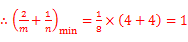 ∴ (2/m + 1/n)min = 1/8 × (4 + 4) = 1